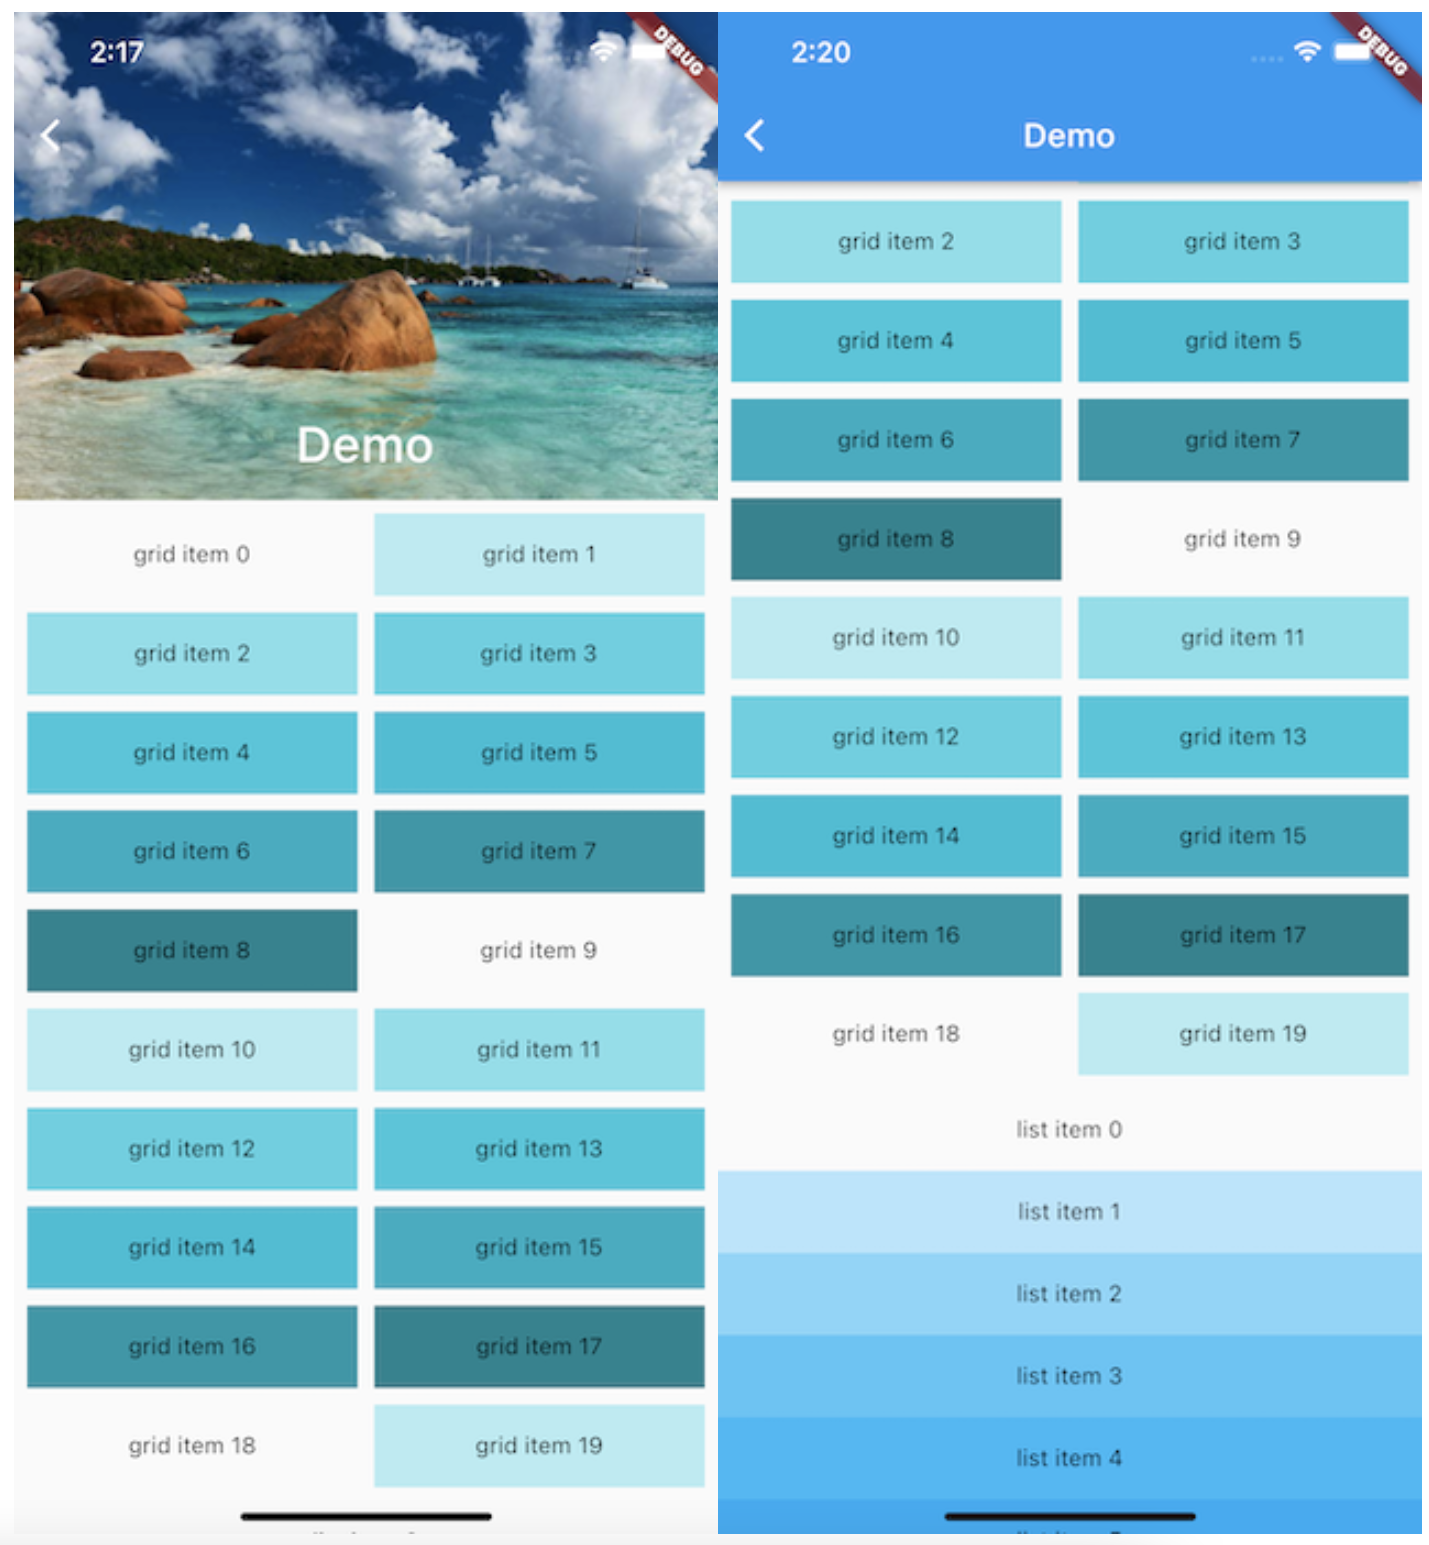 2:17
DEBUG
Demo
grid item 0
grid item 1
grid item 2
grid item 3
grid item 4
grid item 5
grid item 6
grid item 7
grid item 8
grid item 9
grid item 10
grid item 11
grid item 12
grid item 13
grid item 14
grid item 15
grid item 16
grid item 17
grid item 18
grid item 19
2:20
DEBUG
Demo
grid item 2
grid item 3
grid item 4
grid item 5
grid item 6
grid item 7
grid item 8
grid item 9
grid item 10
grid item 11
grid item 12
grid item 13
grid item 14
grid item 15
grid item 16
grid item 17
grid item 18
grid item 19
list item 0
list item 1
list item 2
list item 3
list item 4